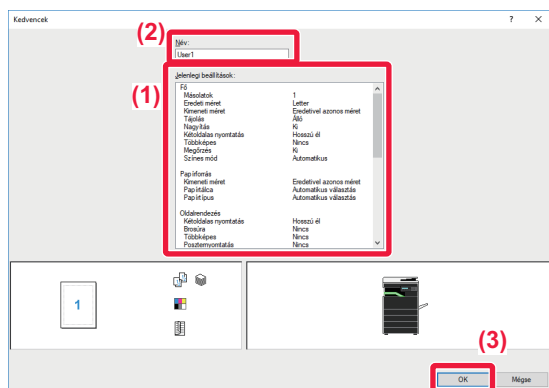 Kedvencek ? ×
(2)
Név:
User1
(1)
Jelenlegi beállítások:
Fő
Másolatok 1
Eredeti méret Letter
Kimeneti méret Eredetivel azonos méret
Tájolás Álló
Nagyítás Ki
Kétoldalas nyomtatás Hosszú él
Többképes Nincs
Megőrzés Ki
Színes mód Automatikus
Papírforrás
Kimeneti méret Eredetivel azonos méret
Papírtálca Automatikus választás
Papírtípus Automatikus választás
Oldalrendezés
Kétoldalas nyomtatás Hosszú él
Brosúra Nincs
Többképes Nincs
Poszternyomtatás Nincs
1
(3)
OK Mégse